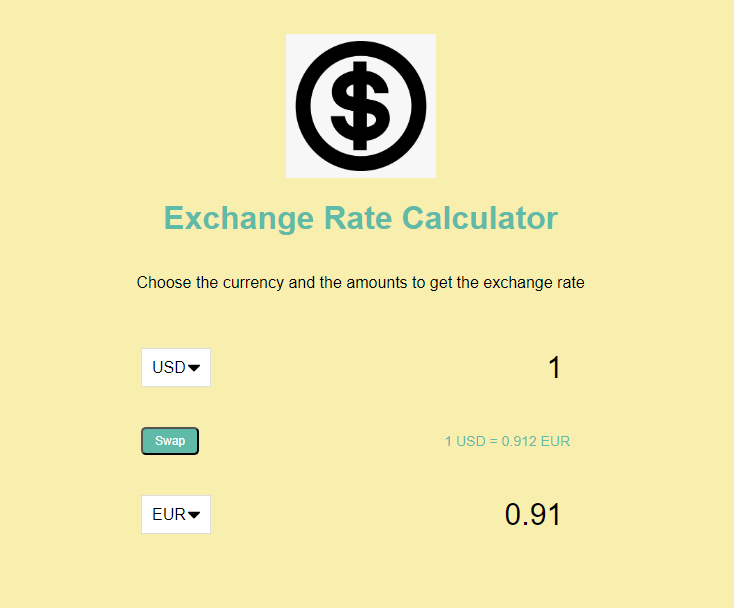 $
Exchange Rate Calculator
Choose the currency and the amounts to get the exchange rate
USD 1
Swap 1 USD = 0.912 EUR
EUR 0.91